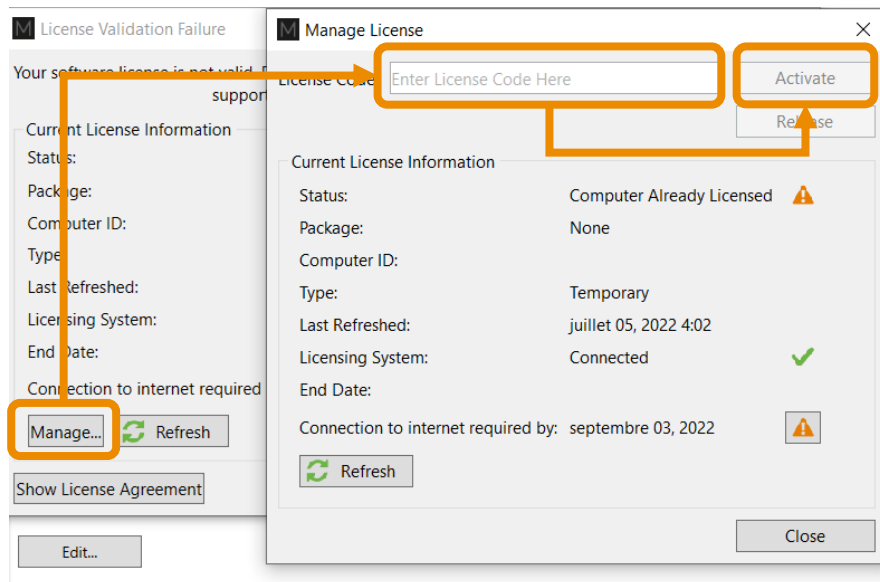 License Validation Failure
Your software license is not valid.
support
Current License Information
Status:
Package:
Computer ID:
Type
Last Refreshed:
Licensing System:
End Date:
Connection to internet required
Manage...
Refresh
Show License Agreement
Edit...
Manage License
License Code
Enter License Code Here
Activate
Release
Current License Information
Status: Computer Already Licensed
Package: None
Computer ID:
Type: Temporary
Last Refreshed: juillet 05, 2022 4:02
Licensing System: Connected
End Date:
Connection to internet required by: septembre 03, 2022
Refresh
Close